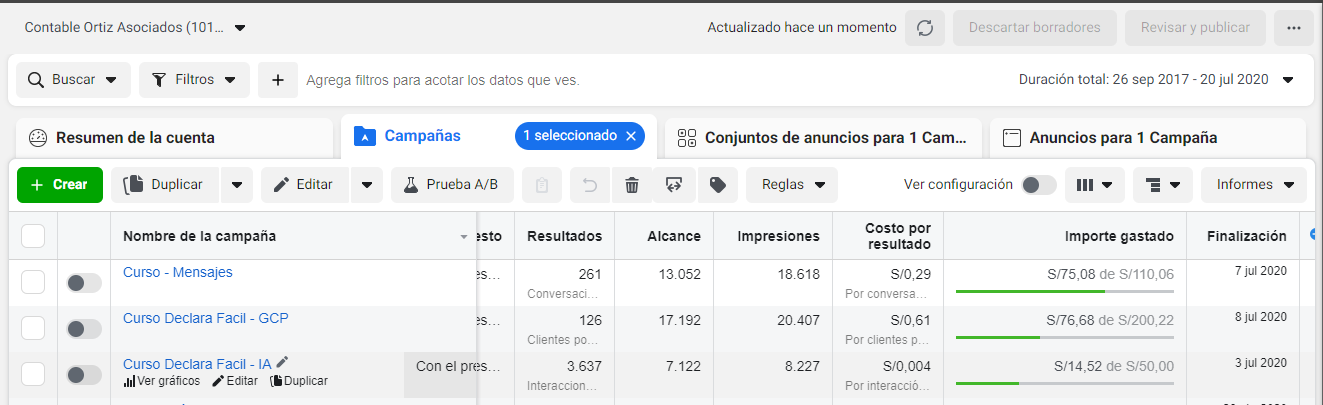 Contable Ortiz Asociados (101...
Actualizado hace un momento
Descartar borradores
Revisar y publicar
Buscar
Filtros
Agrega filtros para acotar los datos que ves.
Duración total: 26 sep 2017 - 20 jul 2020
Resumen de la cuenta
Campañas
1 seleccionado
Conjuntos de anuncios para 1 Cam...
Anuncios para 1 Campaña
+ Crear
Duplicar
Editar
Prueba A/B
Reglas
Ver configuración
Informes
Nombre de la campaña
esto
Resultados
Alcance
Impresiones
Costo por
resultado
Importe gastado
Finalización
Curso - Mensajes
es...
261
Conversaci...
13.052
18.618
S/0,29
Por conversa...
S/75,08 de S/110,06
7 jul 2020
Curso Declara Facil - GCP
es...
126
Clientes po...
17.192
20.407
S/0,61
Por clientes p...
S/76,68 de S/200,22
8 jul 2020
Curso Declara Facil - IA
Ver gráficos
Editar
Duplicar
Con el pres...
3.637
Interaccion...
7.122
8.227
S/0,004
Por interacció...
S/14,52 de S/50,00
3 jul 2020